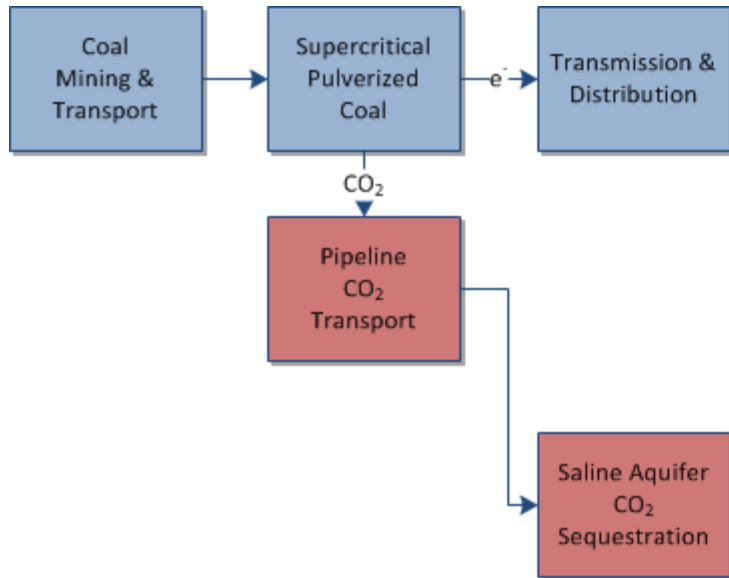 Coal
Mining &
Transport
Supercritical
Pulverized
Coal
e⁻
Transmission &
Distribution
CO₂
Pipeline
CO₂
Transport
Saline Aquifer
CO₂
Sequestration